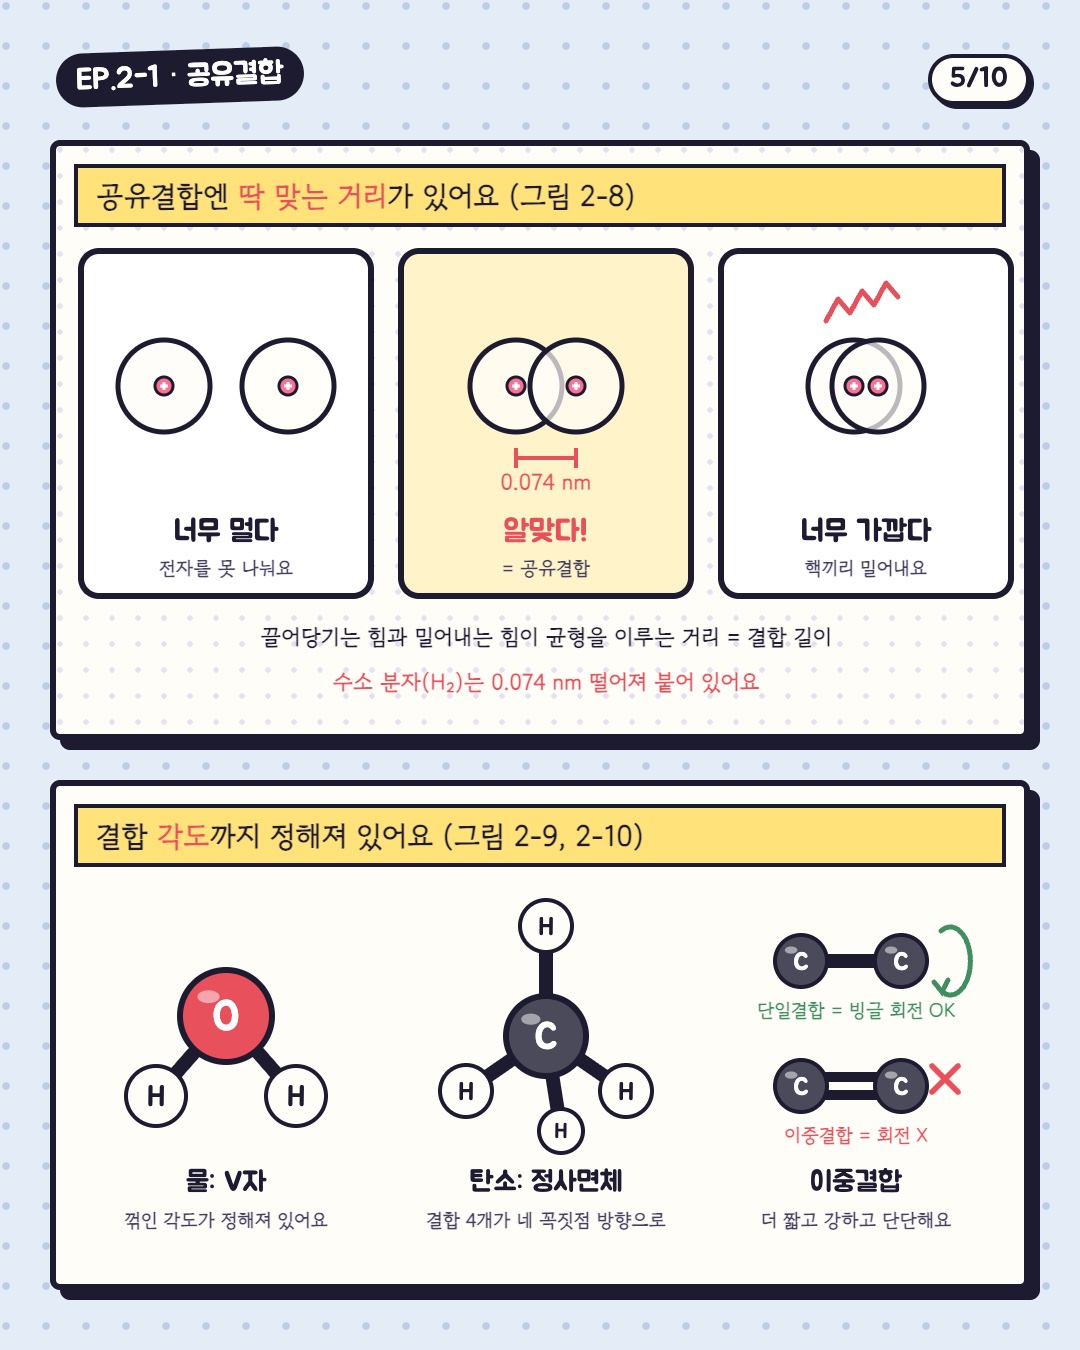 EP.2-1 · 공유결합
5/10
공유결합엔 딱 맞는 거리가 있어요 (그림 2-8)
0.074 nm
너무 멀다
전자를 못 나눠요
알맞다!
= 공유결합
너무 가깝다
핵끼리 밀어내요
끌어당기는 힘과 밀어내는 힘이 균형을 이루는 거리 = 결합 길이
수소 분자(H₂)는 0.074 nm 떨어져 붙어 있어요
결합 각도까지 정해져 있어요 (그림 2-9, 2-10)
O
H
H
물: V자
꺾인 각도가 정해져 있어요
H
C
H
H
H
탄소: 정사면체
결합 4개가 네 꼭짓점 방향으로
C
C
단일결합 = 빙글 회전 OK
C
C
이중결합 = 회전 X
이중결합
더 짧고 강하고 단단해요